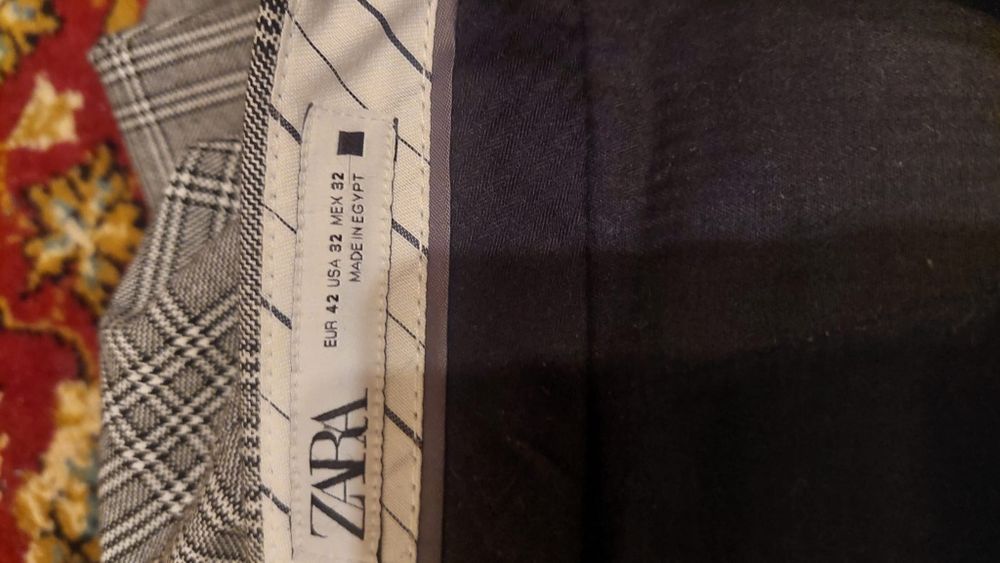 ZARA
EUR 42 USA 32 MEX 32
MADE IN EGYPT